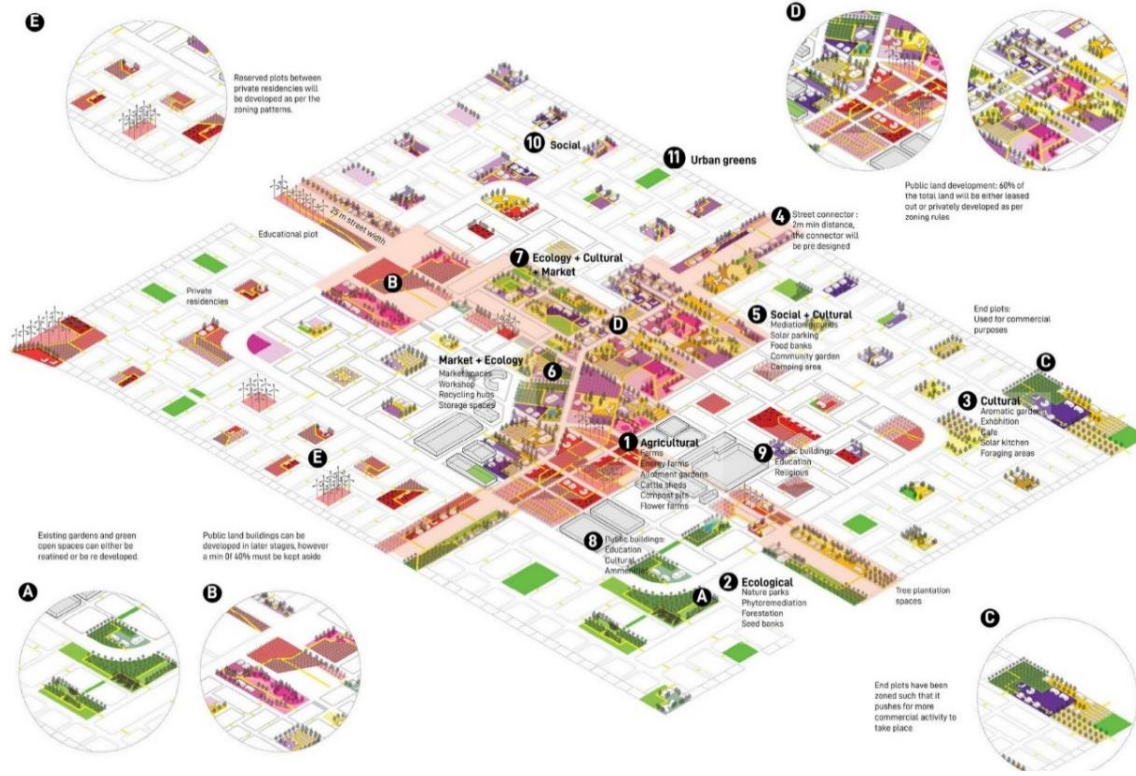 E
Reserved plots between
private residencies will
be developed as per the
zoning patterns.
D
Public land development: 60% of
the total land will be either leased
out or privately developed as per
zoning rules
10 Social
11 Urban greens
25 m street width
Educational plot
4 Street connector :
2m min distance,
the connector will
be pre designed
7 Ecology + Cultural
+ Market
B
Private
residencies
D
5 Social + Cultural
Mediation grounds
Solar parking
Food banks
Community garden
Camping area
End plots:
Used for commercial
purposes
C
Market + Ecology
6
Market spaces
Workshop
Recycling hubs
Storage spaces
3 Cultural
Aromatic gardens
Exhbhition
Cafe
Solar kitchen
Foraging areas
1 Agricultural
Farms
Energy farms
Allotment gardens
Cattle sheds
Compost pits
Flower farms
9 Public buildings:
Education
Religious
E
8 Public buildings:
Education
Cultural
Ammenities
A
2 Ecological
Nature parks
Phytoremediation
Forestation
Seed banks
Tree plantation
spaces
Existing gardens and green
open spaces can either be
reatined or be re developed.
Public land buildings can be
developed in later stages, however
a min 0f 40% must be kept aside
A
B
C
End plots have been
zoned such that it
pushes for more
commercial activity to
take place